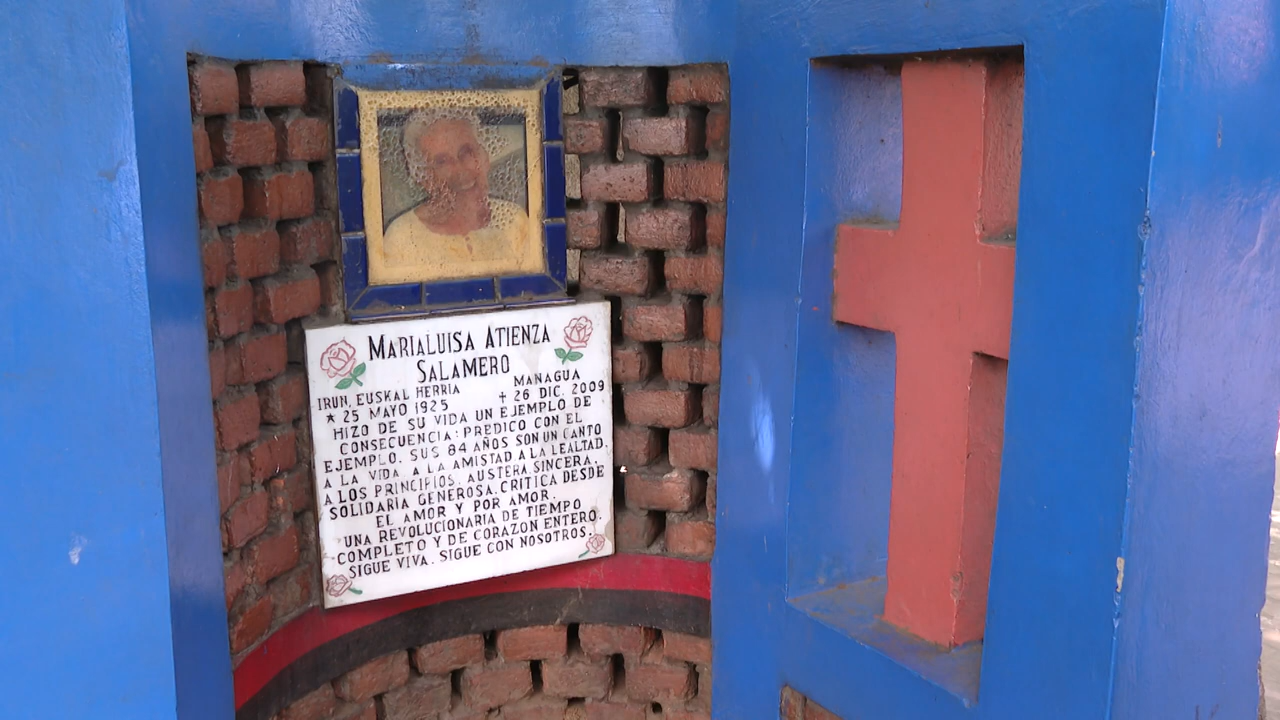 MARIALUISA ATIENZA
SALAMERO
IRUN, EUSKAL HERRIA MANAGUA
★ 25 MAYO 1925 ✝ 26 DIC. 2009
HIZO DE SU VIDA UN EJEMPLO DE
CONSECUENCIA: PREDICO CON EL
EJEMPLO. SUS 84 AÑOS SON UN CANTO
A LA VIDA, A LA AMISTAD A LA LEALTAD,
A LOS PRINCIPIOS. AUSTERA, SINCERA,
SOLIDARIA GENEROSA, CRITICA DESDE
EL AMOR Y POR AMOR.
UNA REVOLUCIONARIA DE TIEMPO
COMPLETO Y DE CORAZON ENTERO.
SIGUE VIVA. SIGUE CON NOSOTROS.